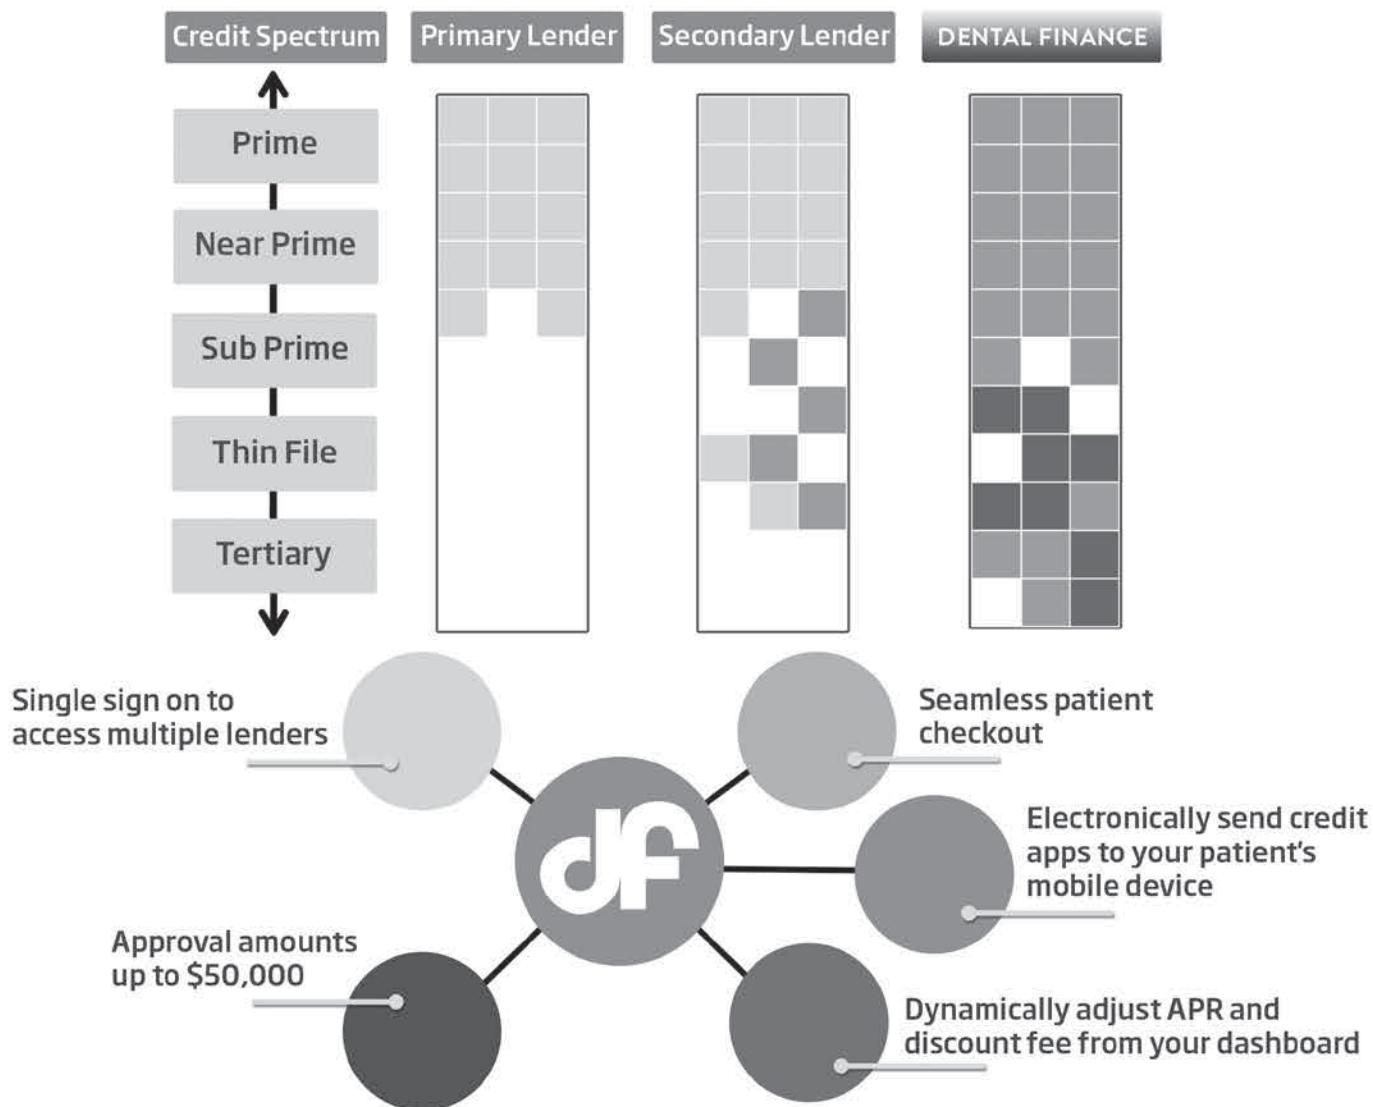 Credit Spectrum
Primary Lender
Secondary Lender
DENTAL FINANCE
Prime
Near Prime
Sub Prime
Thin File
Tertiary
Single sign on to
access multiple lenders
Seamless patient
checkout
df
Electronically send credit
apps to your patient's
mobile device
Approval amounts
up to $50,000
Dynamically adjust APR and
discount fee from your dashboard